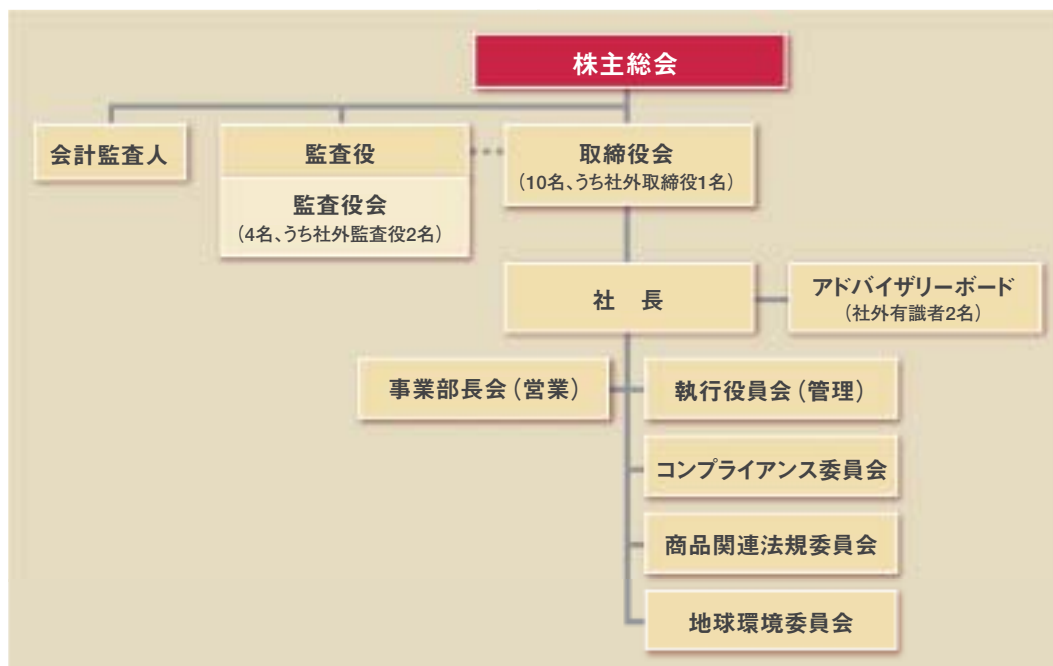 株主総会
会計監査人
監査役
取締役会
(10名、うち社外取締役1名)
監査役会
(4名、うち社外監査役2名)
社　長
アドバイザリーボード
(社外有識者2名)
事業部長会(営業)
執行役員会(管理)
コンプライアンス委員会
商品関連法規委員会
地球環境委員会